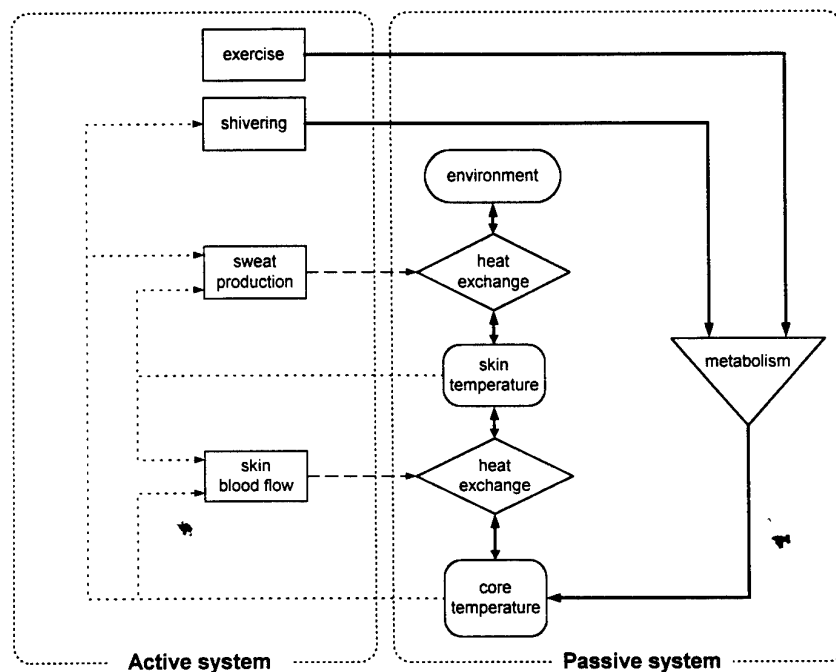 exercise
shivering
environment
sweat
production
heat
exchange
skin
temperature
metabolism
skin
blood flow
heat
exchange
core
temperature
Active system
Passive system